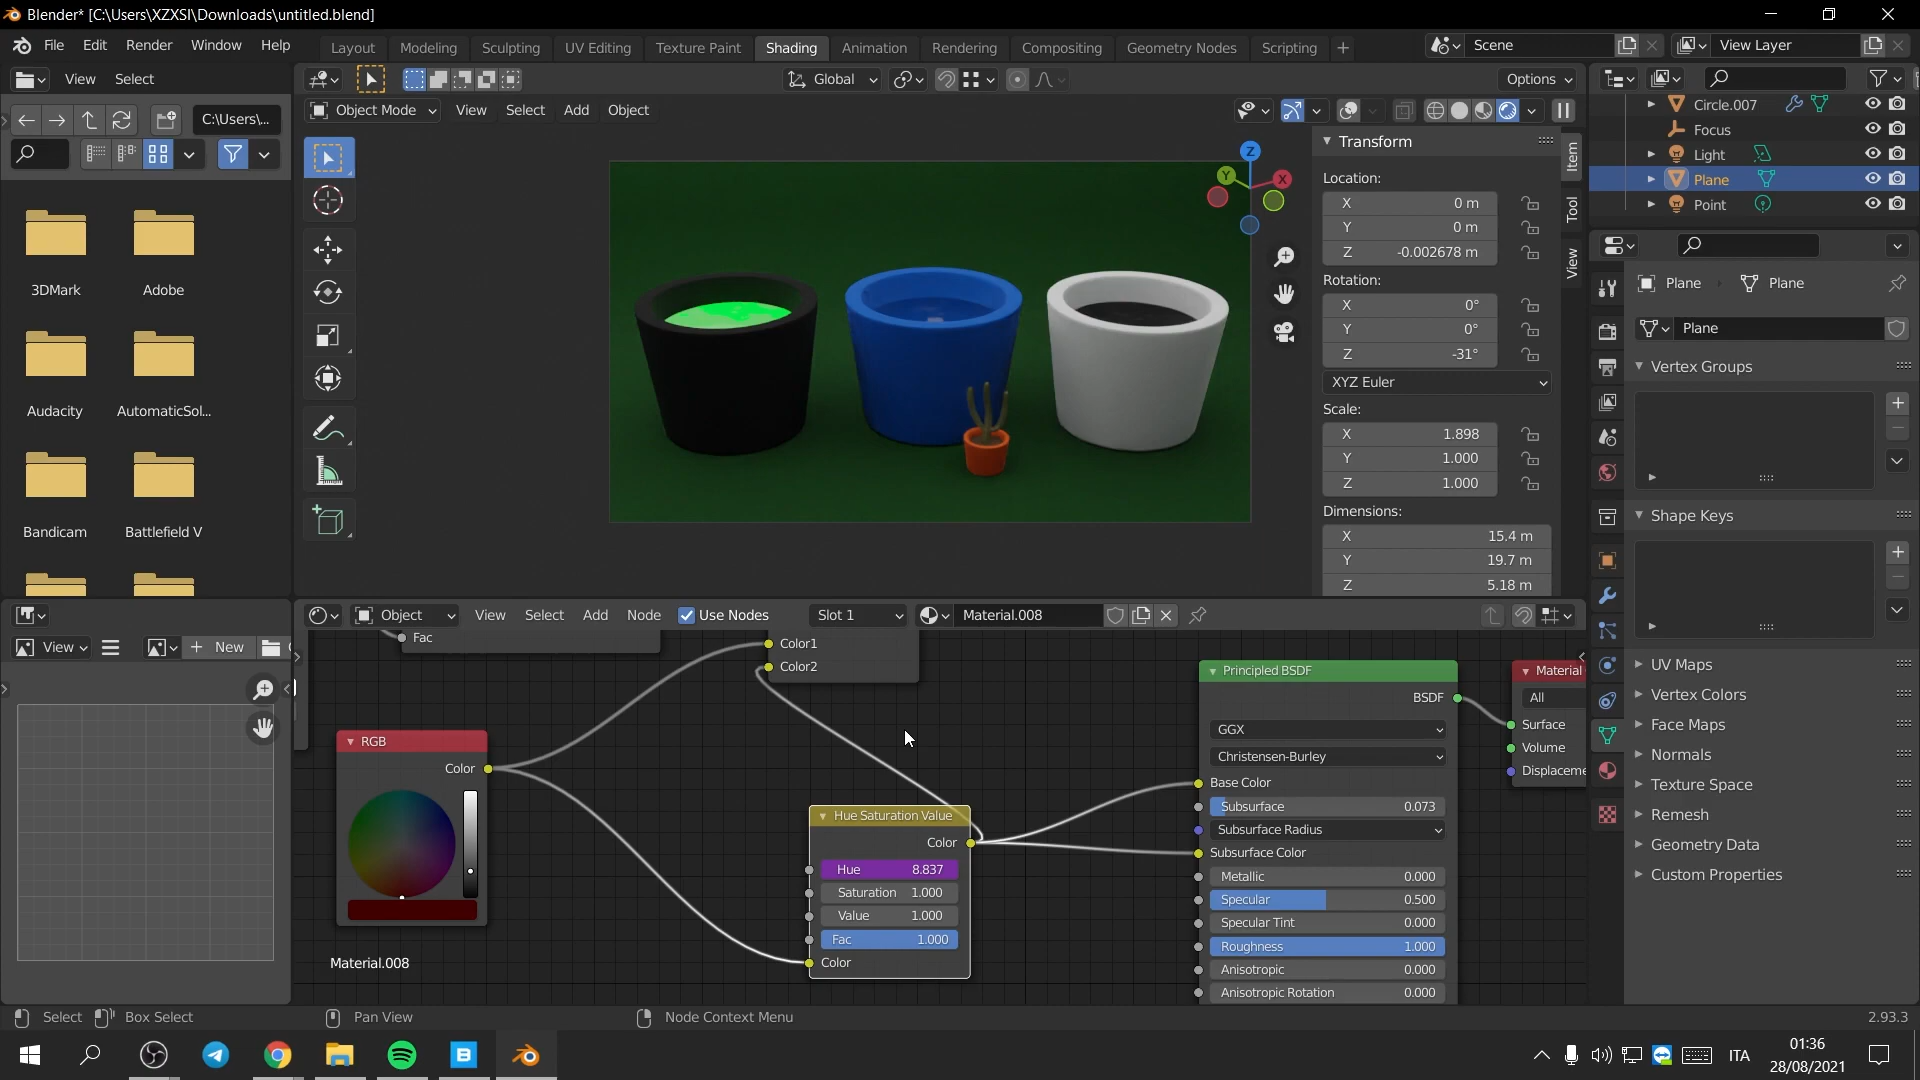 Blender* [C:\Users\XZXSI\Downloads\untitled.blend]
File Edit Render Window Help Layout Modeling Sculpting UV Editing Texture Paint Shading Animation Rendering Compositing Geometry Nodes Scripting + Scene View Layer
View Select Global Options
C:\Users\... Object Mode View Select Add Object
3DMark Adobe
Audacity AutomaticSol...
Bandicam Battlefield V
Z
Y X
Transform
Location:
X 0 m
Y 0 m
Z -0.002678 m
Rotation:
X 0°
Y 0°
Z -31°
XYZ Euler
Scale:
X 1.898
Y 1.000
Z 1.000
Dimensions:
X 15.4 m
Y 19.7 m
Z 5.18 m
Item
Tool
View
Circle.007
Focus
Light
Plane
Point
Plane Plane
Plane
Vertex Groups
Shape Keys
UV Maps
Vertex Colors
Face Maps
Normals
Texture Space
Remesh
Geometry Data
Custom Properties
View New
Object View Select Add Node Use Nodes Slot 1 Material.008
Fac
Color1
Color2
RGB
Color
Material.008
Hue Saturation Value
Color
Hue 8.837
Saturation 1.000
Value 1.000
Fac 1.000
Color
Principled BSDF
BSDF
GGX
Christensen-Burley
Base Color
Subsurface 0.073
Subsurface Radius
Subsurface Color
Metallic 0.000
Specular 0.500
Specular Tint 0.000
Roughness 1.000
Anisotropic 0.000
Anisotropic Rotation 0.000
Material
All
Surface
Volume
Displaceme
Select Box Select Pan View Node Context Menu 2.93.3
ITA
01:36
28/08/2021